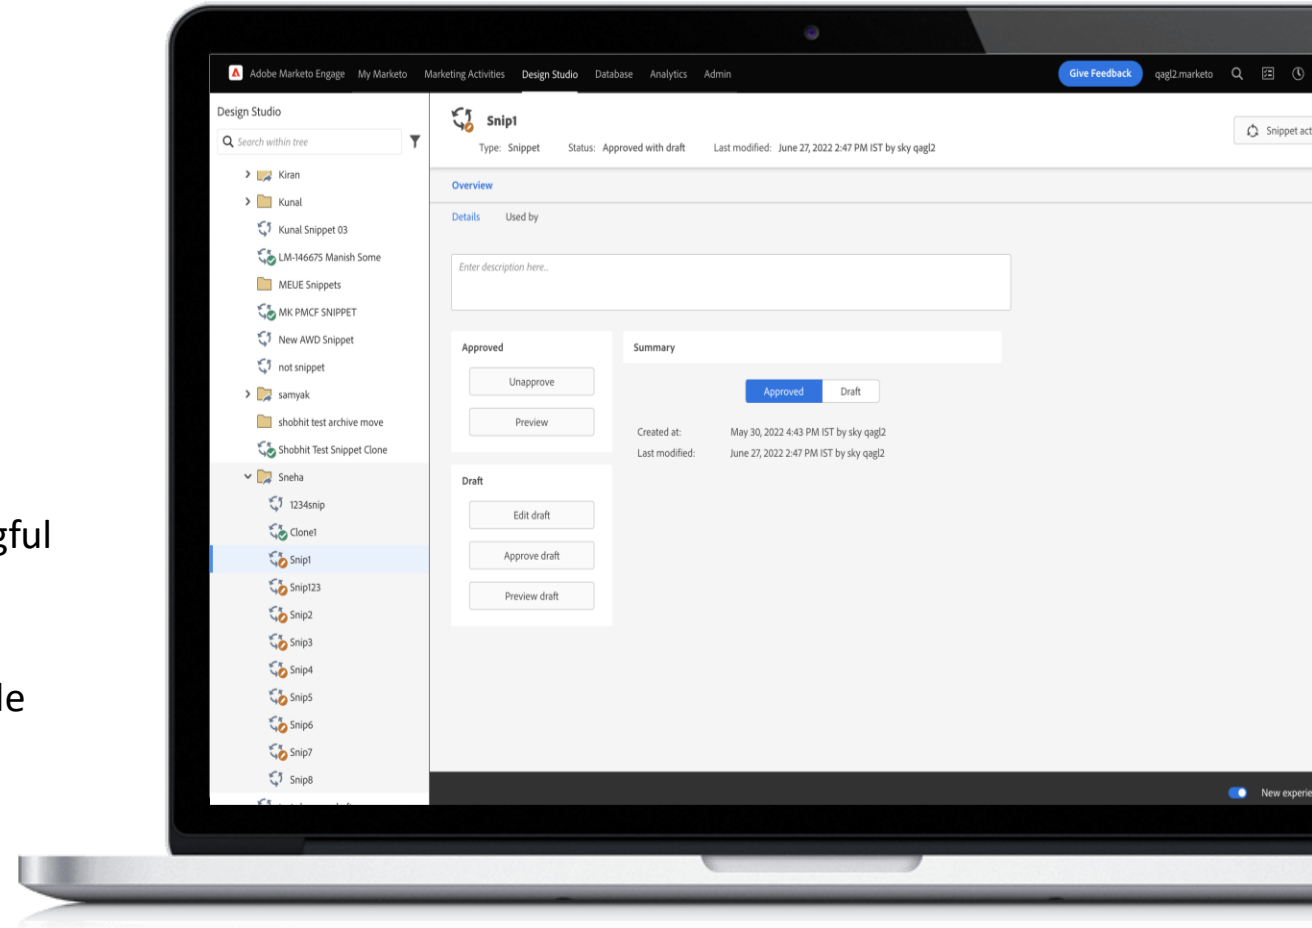 Adobe Marketo Engage My Marketo Marketing Activities Design Studio Database Analytics Admin Give Feedback qagl2.marketo
Design Studio
Search within tree
Kiran
Kunal
Kunal Snippet 03
LM-146675 Manish Some
MEUE Snippets
MK PMCF SNIPPET
New AWD Snippet
not snippet
samyak
shobhit test archive move
Shobhit Test Snippet Clone
Sneha
1234snip
Clone1
Snip1
Snip123
Snip2
Snip3
Snip4
Snip5
Snip6
Snip7
Snip8
Snip1
Type: Snippet Status: Approved with draft Last modified: June 27, 2022 2:47 PM IST by sky qagl2
Snippet act
Overview
Details Used by
Enter description here..
Approved
Unapprove
Preview
Draft
Edit draft
Approve draft
Preview draft
Summary
Approved Draft
Created at: May 30, 2022 4:43 PM IST by sky qagl2
Last modified: June 27, 2022 2:47 PM IST by sky qagl2
New experie
gful
le